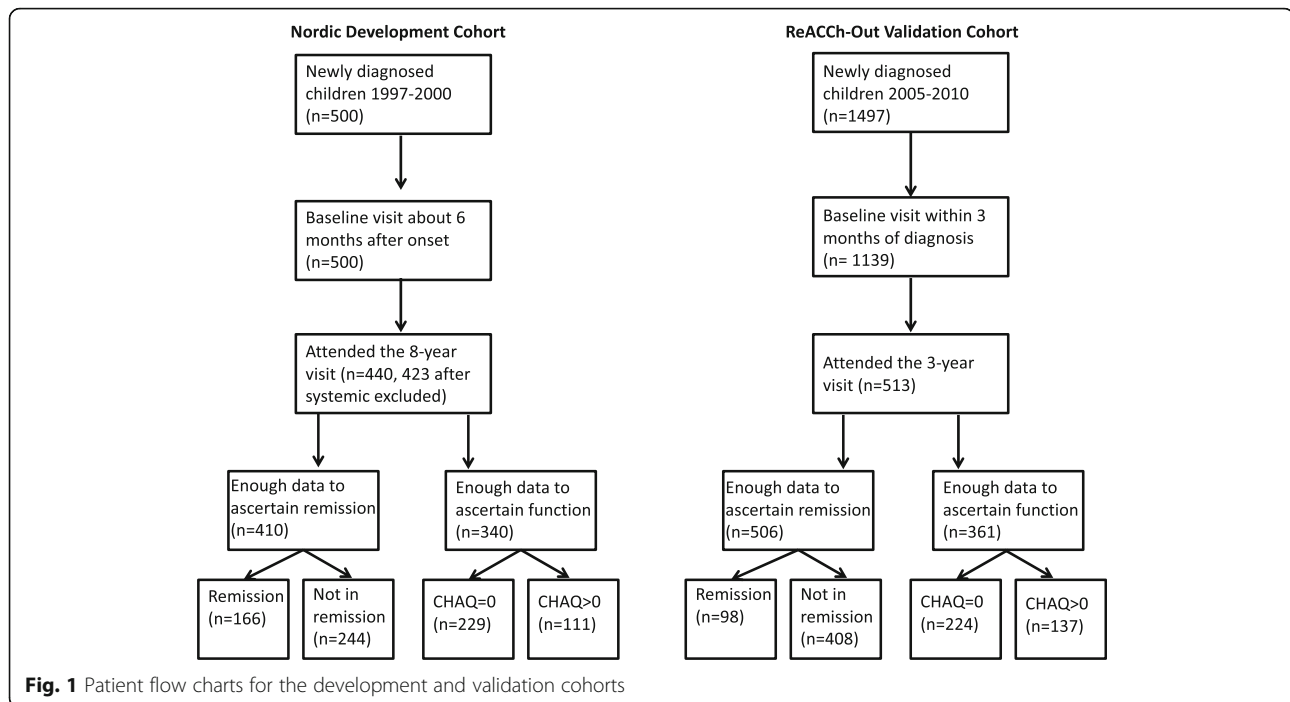 Nordic Development Cohort
Newly diagnosed
children 1997-2000
(n=500)
Baseline visit about 6
months after onset
(n=500)
Attended the 8-year
visit (n=440, 423 after
systemic excluded)
Enough data to
ascertain remission
(n=410)
Enough data to
ascertain function
(n=340)
Remission
(n=166)
Not in
remission
(n=244)
CHAQ=0
(n=229)
CHAQ>0
(n=111)
ReACCh-Out Validation Cohort
Newly diagnosed
children 2005-2010
(n=1497)
Baseline visit within 3
months of diagnosis
(n= 1139)
Attended the 3-year
visit (n=513)
Enough data to
ascertain remission
(n=506)
Enough data to
ascertain function
(n=361)
Remission
(n=98)
Not in
remission
(n=408)
CHAQ=0
(n=224)
CHAQ>0
(n=137)
Fig. 1 Patient flow charts for the development and validation cohorts